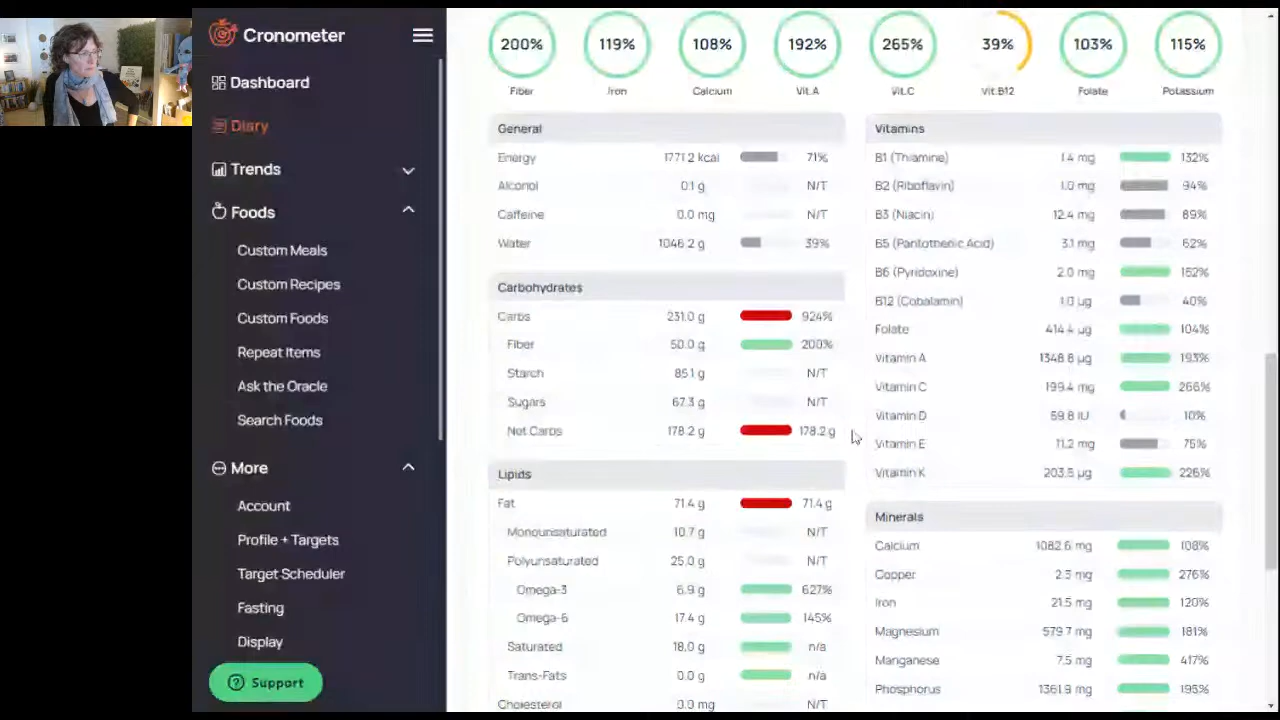 Cronometer
Dashboard
Diary
Trends
Foods
Custom Meals
Custom Recipes
Custom Foods
Repeat Items
Ask the Oracle
Search Foods
More
Account
Profile + Targets
Target Scheduler
Fasting
Display
Support
200% 119% 108% 192% 265% 39% 103% 115%
Fiber Iron Calcium Vit.A Vit.C Vit.B12 Folate Potassium
General
Energy 1771.2 kcal 71%
Alcohol 0.1 g N/T
Caffeine 0.0 mg N/T
Water 1046.2 g 39%
Carbohydrates
Carbs 231.0 g 924%
Fiber 50.0 g 200%
Starch 85.1 g N/T
Sugars 67.3 g N/T
Net Carbs 178.2 g 178.2 g
Lipids
Fat 71.4 g 71.4 g
Monounsaturated 10.7 g N/T
Polyunsaturated 25.0 g N/T
Omega-3 6.9 g 627%
Omega-6 17.4 g 145%
Saturated 18.0 g n/a
Trans-Fats 0.0 g n/a
Cholesterol 0.0 mg N/T
Vitamins
B1 (Thiamine) 1.4 mg 132%
B2 (Riboflavin) 1.0 mg 94%
B3 (Niacin) 12.4 mg 89%
B5 (Pantothenic Acid) 3.1 mg 62%
B6 (Pyridoxine) 2.0 mg 152%
B12 (Cobalamin) 1.0 µg 40%
Folate 414.4 µg 104%
Vitamin A 1348.6 µg 193%
Vitamin C 199.4 mg 266%
Vitamin D 59.8 IU 10%
Vitamin E 11.2 mg 75%
Vitamin K 203.5 µg 226%
Minerals
Calcium 1082.6 mg 108%
Copper 2.5 mg 276%
Iron 21.5 mg 120%
Magnesium 579.7 mg 181%
Manganese 7.5 mg 417%
Phosphorus 1361.9 mg 195%